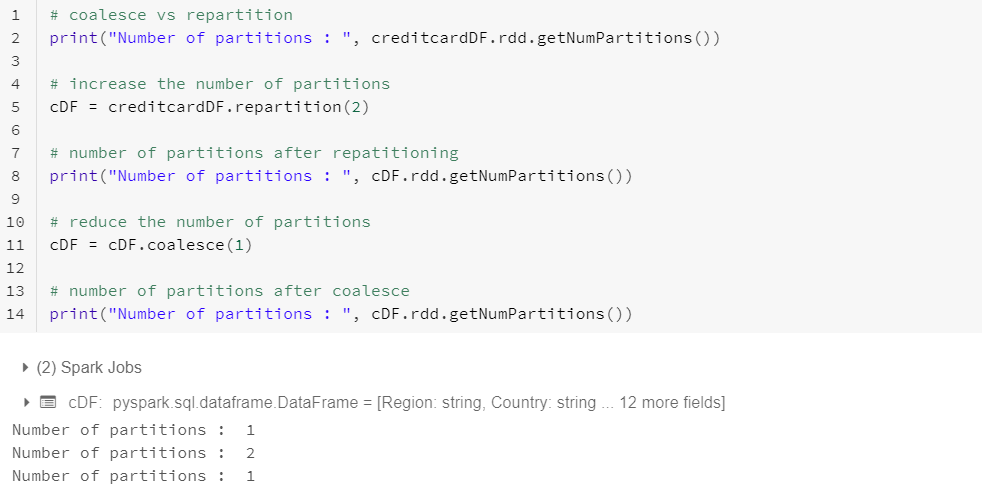 1 # coalesce vs repartition
2 print("Number of partitions : ", creditcardDF.rdd.getNumPartitions())
3
4 # increase the number of partitions
5 cDF = creditcardDF.repartition(2)
6
7 # number of partitions after repatitioning
8 print("Number of partitions : ", cDF.rdd.getNumPartitions())
9
10 # reduce the number of partitions
11 cDF = cDF.coalesce(1)
12
13 # number of partitions after coalesce
14 print("Number of partitions : ", cDF.rdd.getNumPartitions())
(2) Spark Jobs
cDF: pyspark.sql.dataframe.DataFrame = [Region: string, Country: string ... 12 more fields]
Number of partitions :  1
Number of partitions :  2
Number of partitions :  1